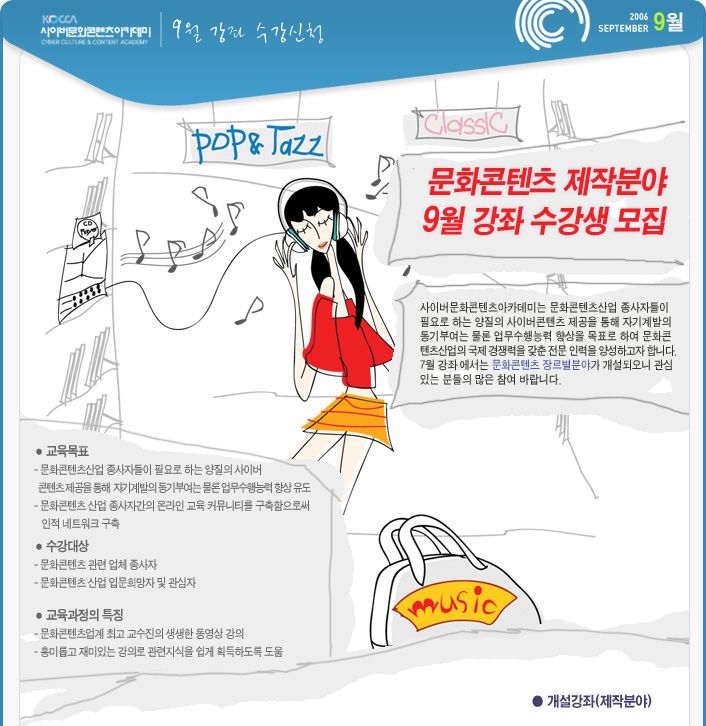 KOCCA
사이버문화콘텐츠아카데미
CYBER CULTURE & CONTENT ACADEMY
9월 강좌 수강신청
2006
SEPTEMBER 9월
POP & Jazz
Classic
문화콘텐츠 제작분야
9월 강좌 수강생 모집
CD
사이버문화콘텐츠아카데미는 문화콘텐츠산업 종사자들이
필요로 하는 양질의 사이버콘텐츠 제공을 통해 자기계발의
동기부여는 물론 업무수행능력 향상을 목표로 하여 문화콘
텐츠산업의 국제 경쟁력을 갖춘 전문 인력을 양성하고자 합니다.
7월 강좌 에서는 문화콘텐츠 장르별분야가 개설되오니 관심
있는 분들의 많은 참여 바랍니다.
● 교육목표
- 문화콘텐츠산업 종사자들이 필요로 하는 양질의 사이버
콘텐츠 제공을 통해 자기계발의 동기부여는 물론 업무수행능력 향상 유도
- 문화콘텐츠 산업 종사자간의 온라인 교육 커뮤니티를 구축함으로써
인적 네트워크 구축
● 수강대상
- 문화콘텐츠 관련 업체 종사자
- 문화콘텐츠 산업 입문희망자 및 관심자
● 교육과정의 특징
- 문화콘텐츠업계 최고 교수진의 생생한 동영상 강의
- 흥미롭고 재미있는 강의로 관련지식을 쉽게 획득하도록 도움
music
● 개설강좌(제작분야)